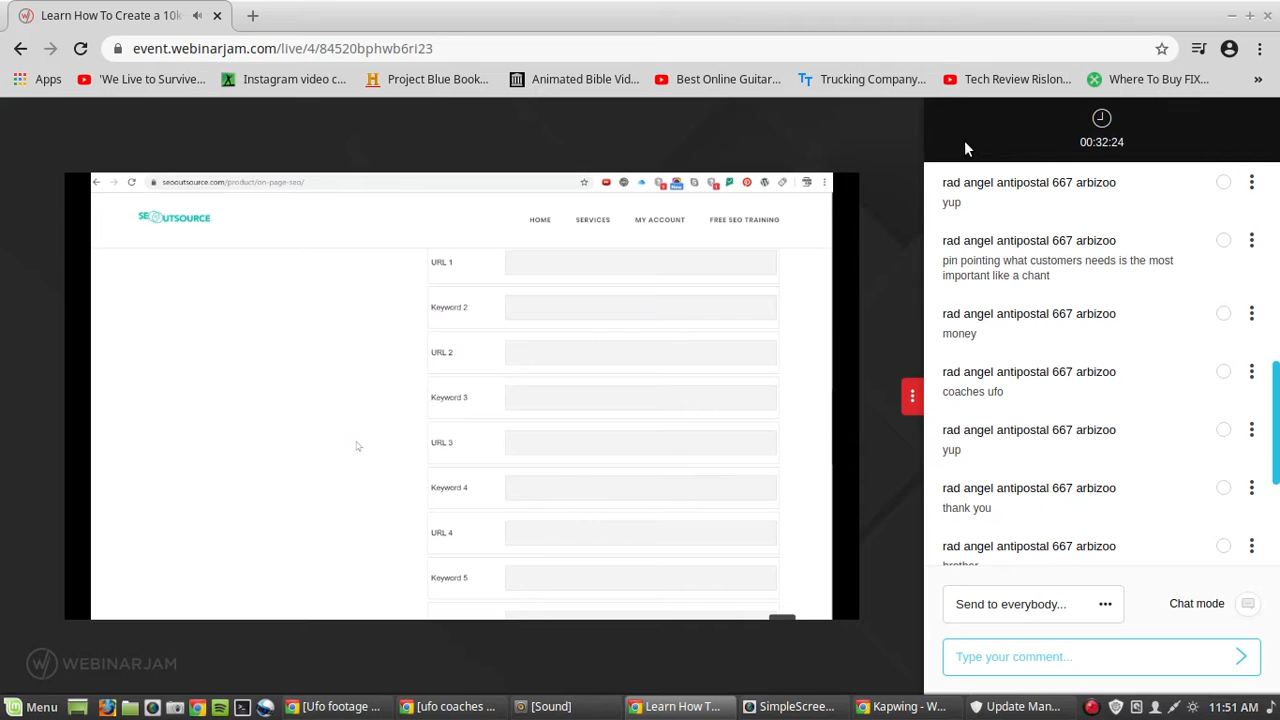 Learn How To Create a 10k
event.webinarjam.com/live/4/84520bphwb6ri23
Apps
'We Live to Survive...
Instagram video c...
Project Blue Book...
Animated Bible Vid...
Best Online Guitar...
Trucking Company...
Tech Review Rislon...
Where To Buy FIX...
»
00:32:24
seooutsource.com/product/on-page-seo/
SEOUTSOURCE
HOME
SERVICES
MY ACCOUNT
FREE SEO TRAINING
URL 1
Keyword 2
URL 2
Keyword 3
URL 3
Keyword 4
URL 4
Keyword 5
WEBINARJAM
rad angel antipostal 667 arbizoo
yup
rad angel antipostal 667 arbizoo
pin pointing what customers needs is the most
important like a chant
rad angel antipostal 667 arbizoo
money
rad angel antipostal 667 arbizoo
coaches ufo
rad angel antipostal 667 arbizoo
yup
rad angel antipostal 667 arbizoo
thank you
rad angel antipostal 667 arbizoo
brother
Send to everybody...
Chat mode
Type your comment...
Menu
[Ufo footage ...
[ufo coaches ...
[Sound]
Learn How T...
SimpleScree...
Kapwing - W...
Update Man...
11:51 AM